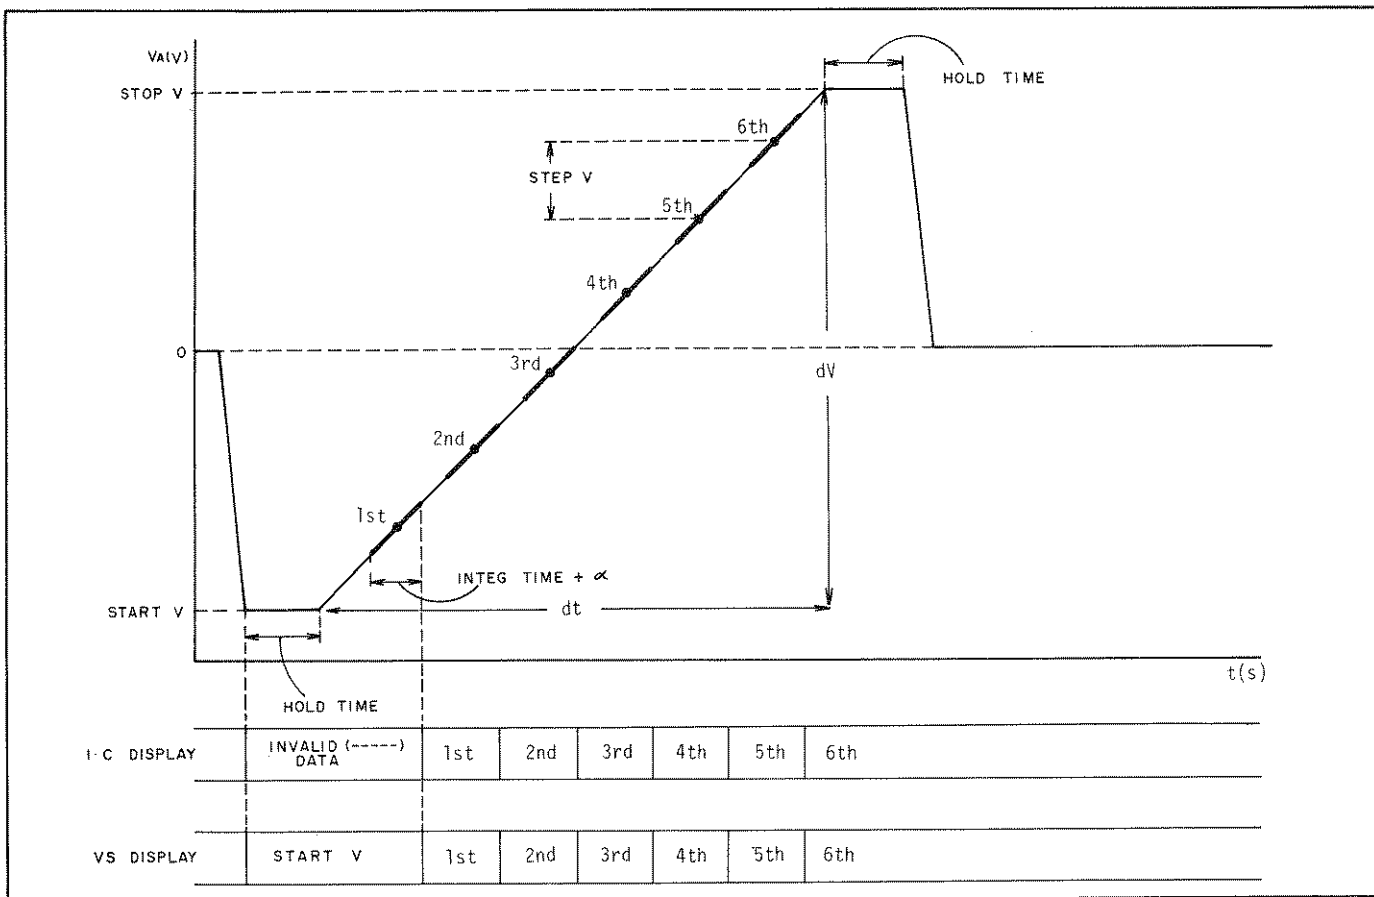 VA(V)
HOLD TIME
STOP V
6th
STEP V
5th
4th
0
3rd
dV
2nd
1st
INTEG TIME + α
START V
dt
t(s)
HOLD TIME
I-C DISPLAY
INVALID (-----)
DATA
1st
2nd
3rd
4th
5th
6th
VS DISPLAY
START V
1st
2nd
3rd
4th
5th
6th